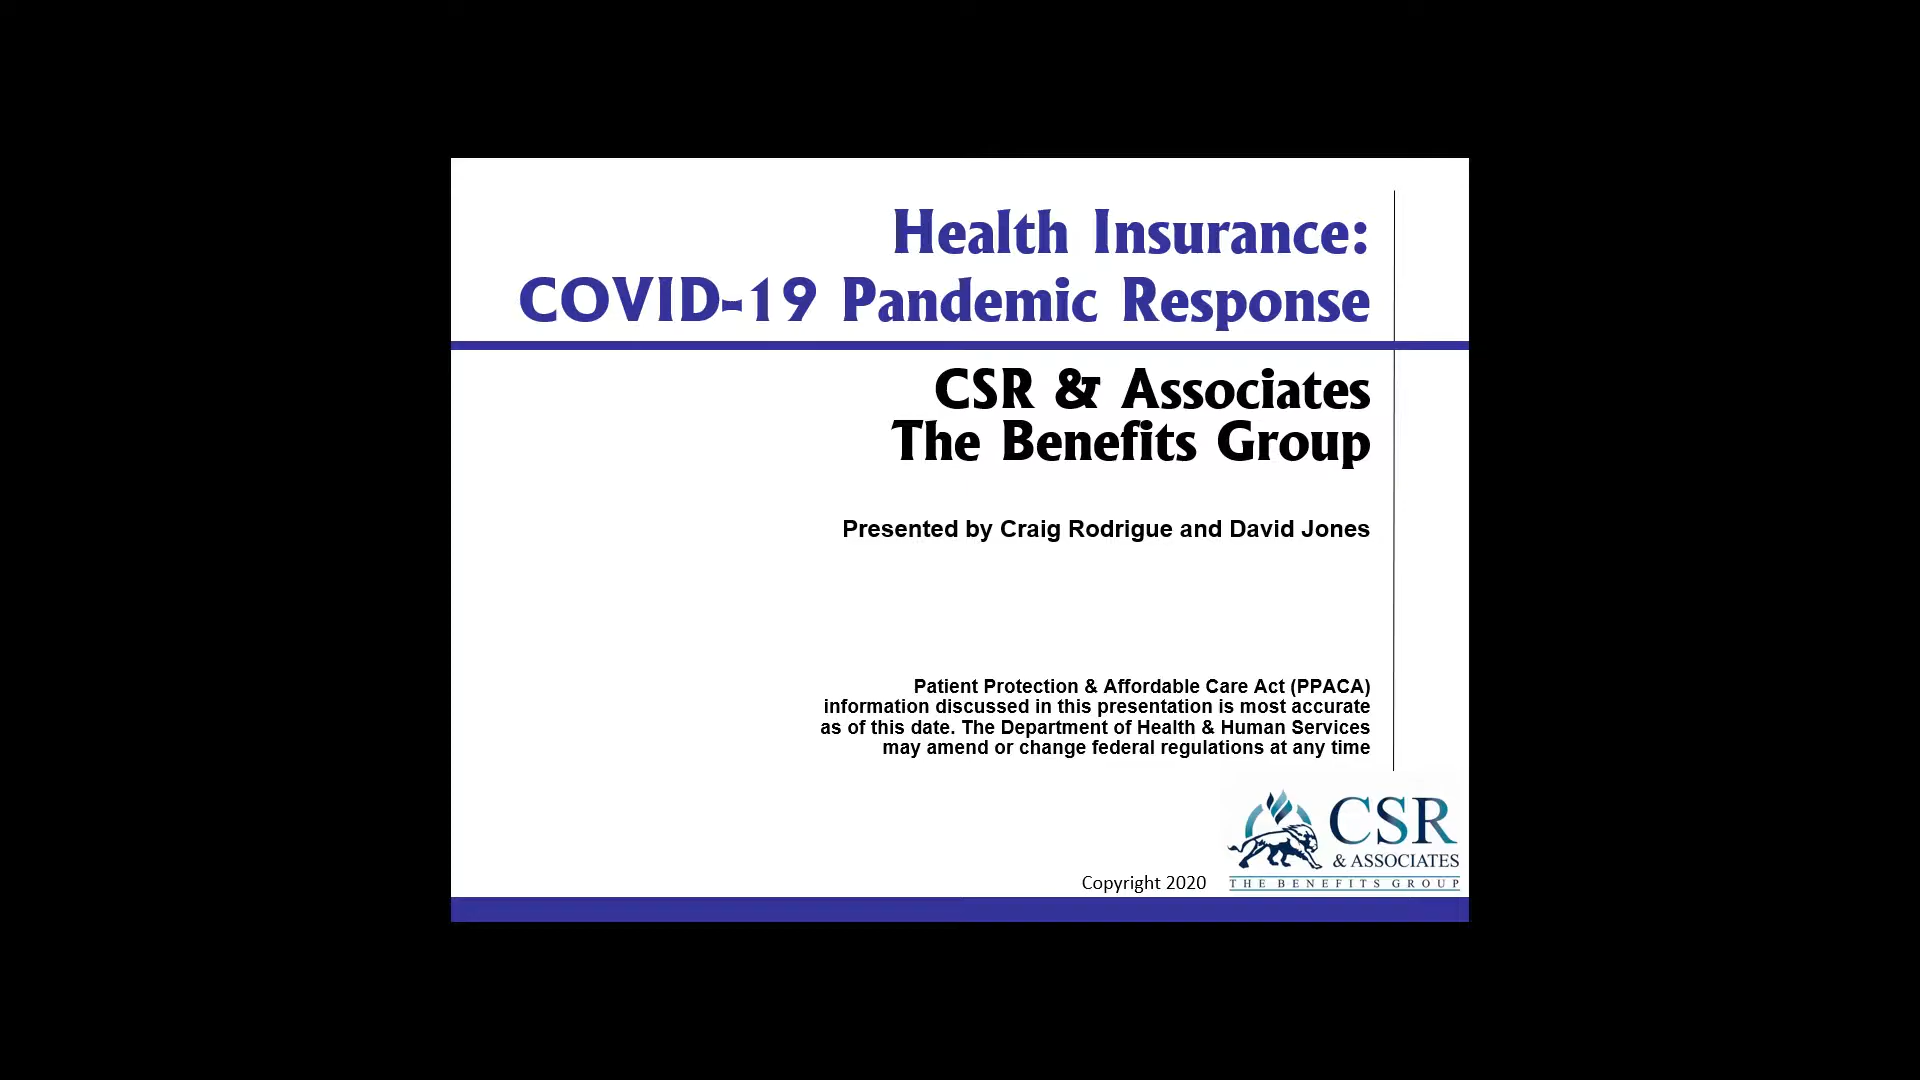 Health Insurance:
COVID-19 Pandemic Response
CSR & Associates
The Benefits Group
Presented by Craig Rodrigue and David Jones
Patient Protection & Affordable Care Act (PPACA)
information discussed in this presentation is most accurate
as of this date. The Department of Health & Human Services
may amend or change federal regulations at any time
CSR
& ASSOCIATES
THE BENEFITS GROUP
Copyright 2020